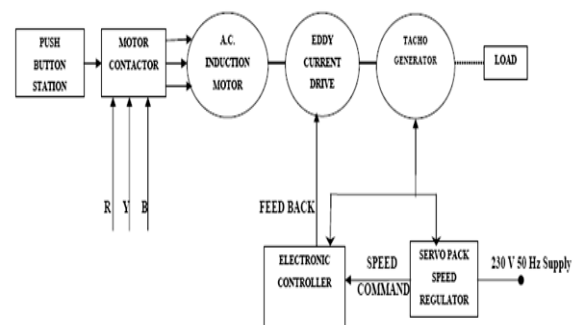 PUSH
BUTTON
STATION
MOTOR
CONTACTOR
A.C.
INDUCTION
MOTOR
EDDY
CURRENT
DRIVE
TACHO
GENERATOR
LOAD
R Y B
FEED BACK
ELECTRONIC
CONTROLLER
SPEED
COMMAND
SERVO PACK
SPEED
REGULATOR
230 V 50 Hz Supply